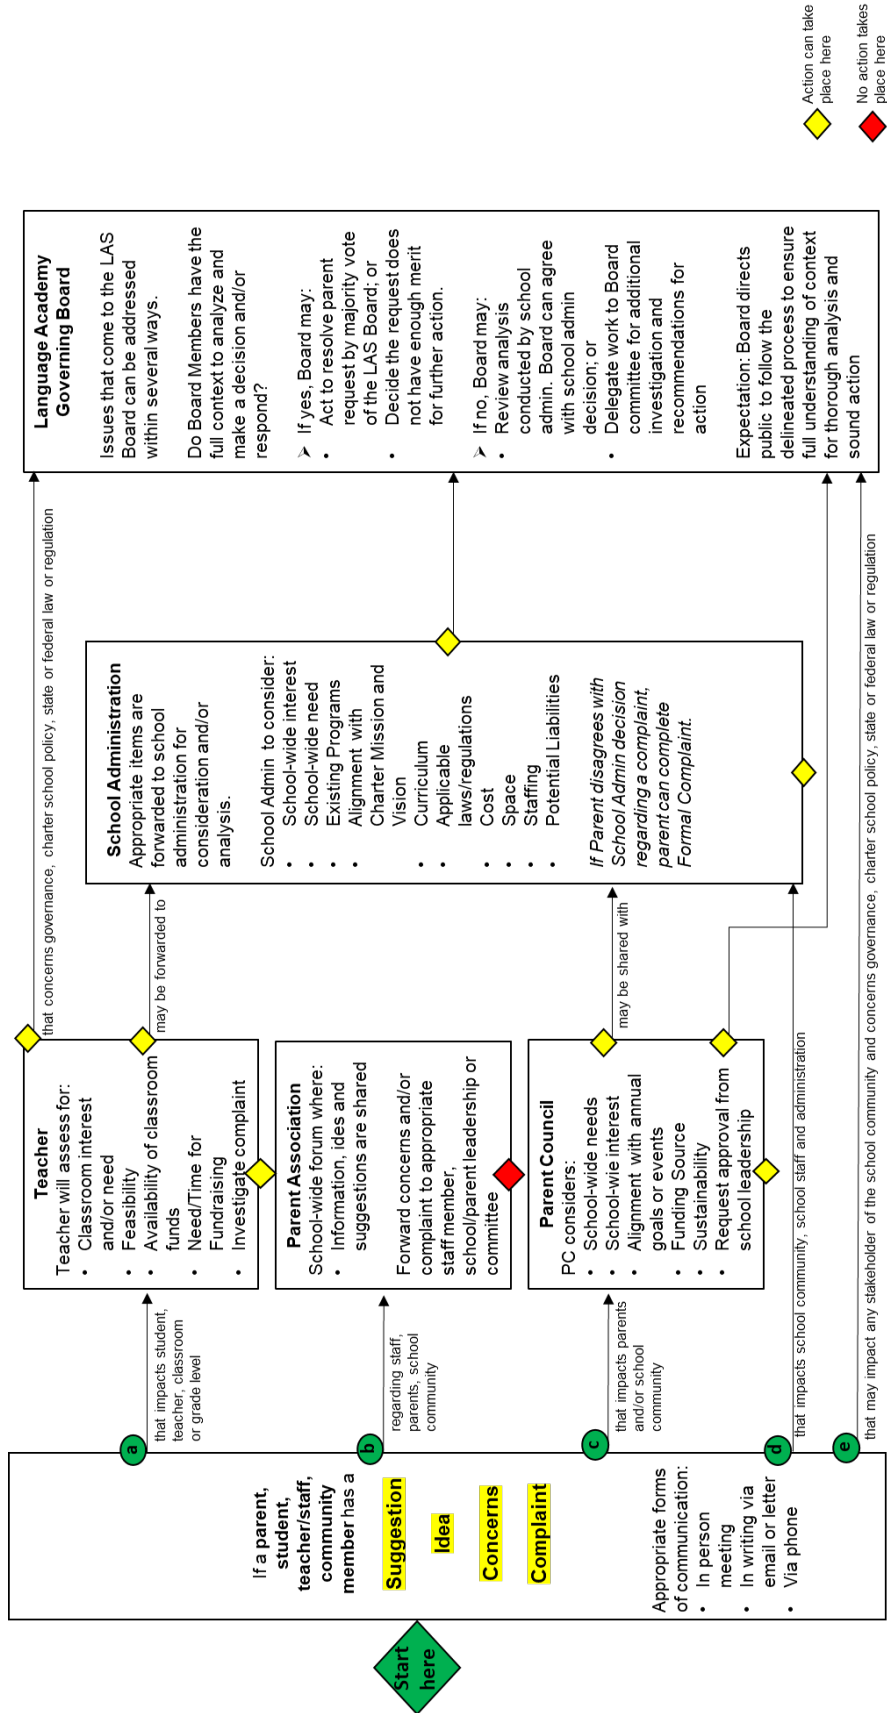 Start
here
If a parent,
student,
teacher/staff,
community
member has a
Suggestion
Idea
Concerns
Complaint
Appropriate forms
of communication:
• In person
meeting
• In writing via
email or letter
• Via phone
a
that impacts student,
teacher, classroom
or grade level
b
regarding staff,
parents, school
community
c
that impacts parents
and/or school
community
d
that impacts school community, school staff and administration
e
that may impact any stakeholder of the school community and concerns governance, charter school policy, state or federal law or regulation
Teacher
Teacher will assess for:
• Classroom interest
and/or need
• Feasibility
• Availability of classroom
funds
• Need/Time for
Fundraising
• Investigate complaint
that concerns governance, charter school policy, state or federal law or regulation
may be forwarded to
Parent Association
School-wide forum where:
• Information, ides and
suggestions are shared
Forward concerns and/or
complaint to appropriate
staff member,
school/parent leadership or
committee
Parent Council
PC considers:
• School-wide needs
• School-wie interest
• Alignment with annual
goals or events
• Funding Source
• Sustainability
• Request approval from
school leadership
may be shared with
School Administration
Appropriate items are
forwarded to school
administration for
consideration and/or
analysis.
School Admin to consider:
• School-wide interest
• School-wide need
• Existing Programs
• Alignment with
Charter Mission and
Vision
• Curriculum
• Applicable
laws/regulations
• Cost
• Space
• Staffing
• Potential Liabilities
If Parent disagrees with
School Admin decision
regarding a complaint,
parent can complete
Formal Complaint.
Language Academy
Governing Board
Issues that come to the LAS
Board can be addressed
within several ways.
Do Board Members have the
full context to analyze and
make a decision and/or
respond?
➢ If yes, Board may:
• Act to resolve parent
request by majority vote
of the LAS Board; or
• Decide the request does
not have enough merit
for further action.
➢ If no, Board may:
• Review analysis
conducted by school
admin. Board can agree
with school admin
decision; or
• Delegate work to Board
committee for additional
investigation and
recommendations for
action
Expectation: Board directs
public to follow the
delineated process to ensure
full understanding of context
for thorough analysis and
sound action
Action can take
place here
No action takes
place here